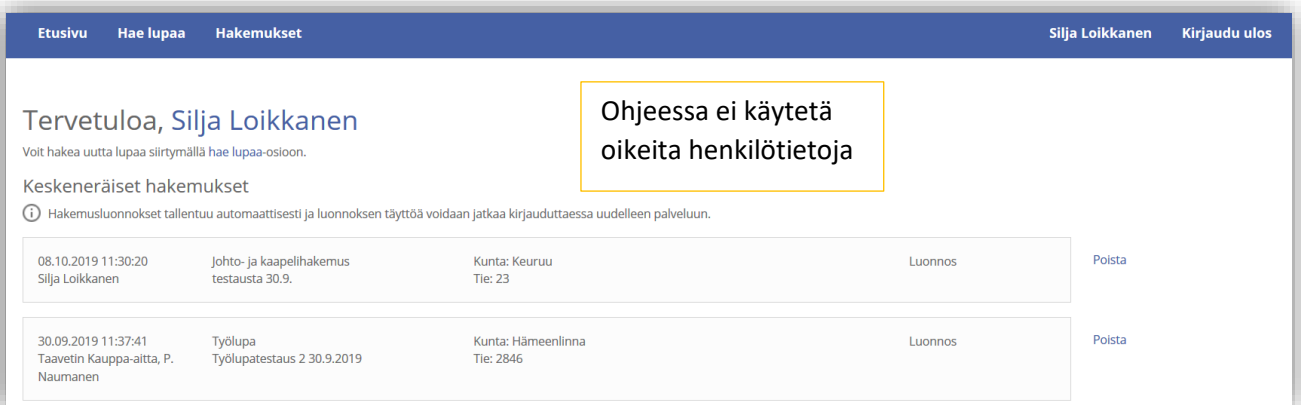 Etusivu Hae lupaa Hakemukset Silja Loikkanen Kirjaudu ulos
Ohjeessa ei käytetä
oikeita henkilötietoja
Tervetuloa, Silja Loikkanen
Voit hakea uutta lupaa siirtymällä hae lupaa-osioon.
Keskeneräiset hakemukset
Hakemusluonnokset tallentuu automaattisesti ja luonnoksen täyttöä voidaan jatkaa kirjauduttaessa uudelleen palveluun.
08.10.2019 11:30:20 Johto- ja kaapelihakemus Kunta: Keuruu Luonnos Poista
Silja Loikkanen testausta 30.9. Tie: 23
30.09.2019 11:37:41 Työlupa Kunta: Hämeenlinna Luonnos Poista
Taavetin Kauppa-aitta, P. Työlupatestaus 2 30.9.2019 Tie: 2846
Naumanen